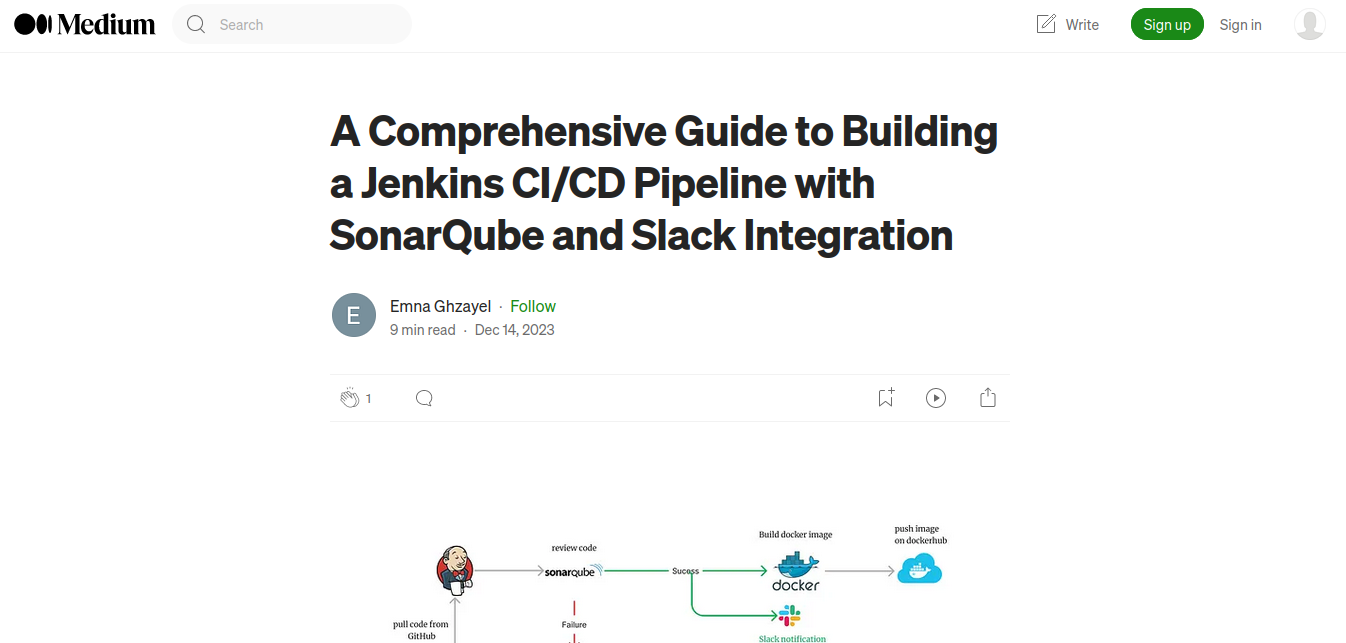 Medium
Search
Write
Sign up
Sign in
A Comprehensive Guide to Building
a Jenkins CI/CD Pipeline with
SonarQube and Slack Integration
E
Emna Ghzayel · Follow
9 min read · Dec 14, 2023
1
push image
on dockerhub
Build docker image
review code
sonarqube
Sucess
docker
pull code from
GitHub
Failure
Slack notification